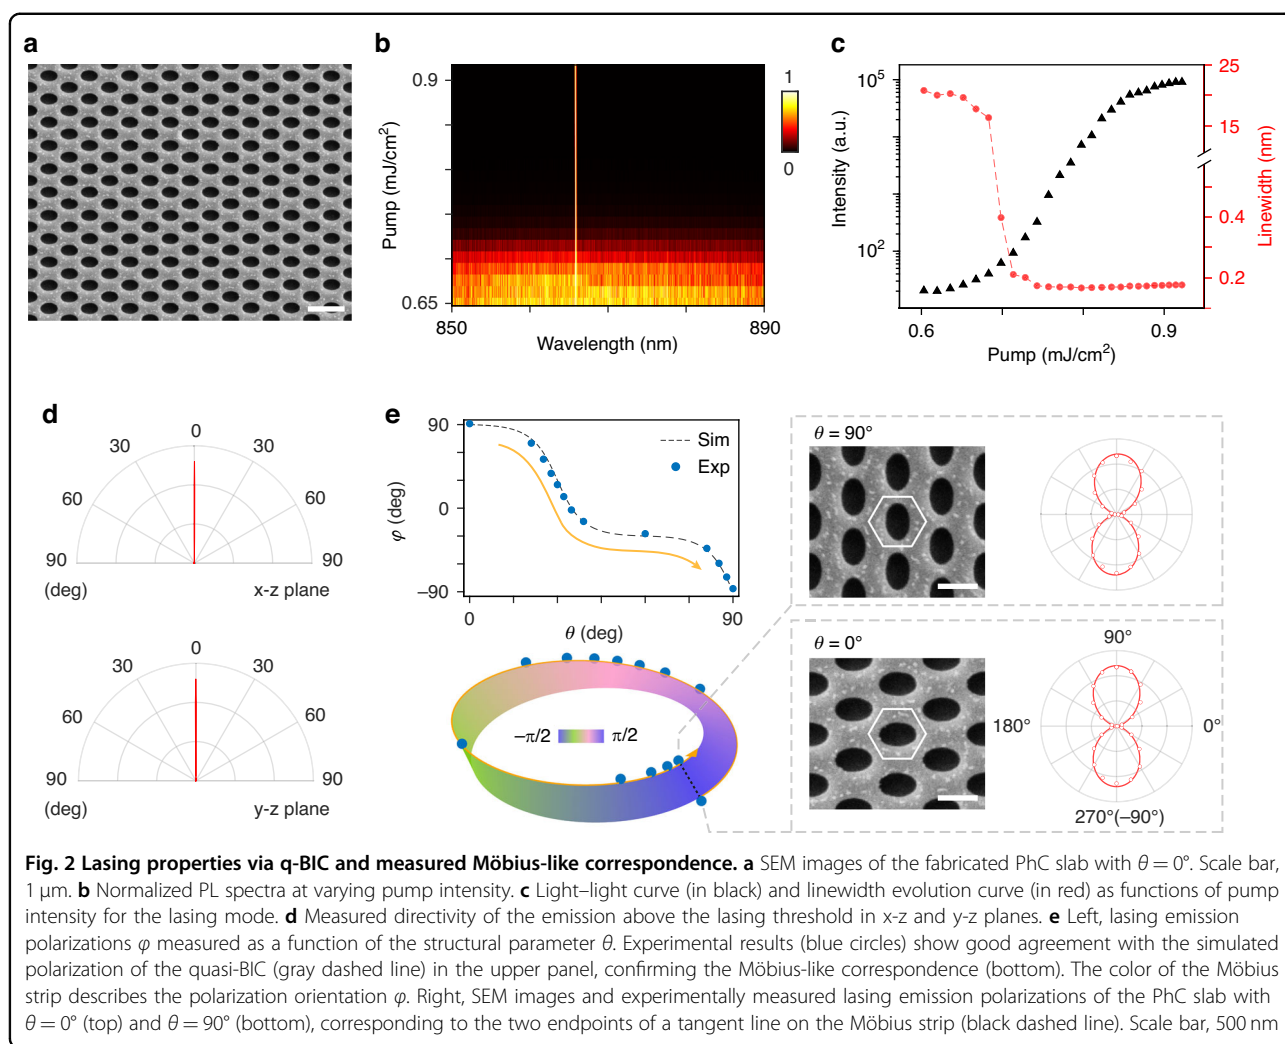 a
b
0.9
Pump (mJ/cm²)
0.65
850
890
Wavelength (nm)
1
0
c
10⁵
Intensity (a.u.)
10²
0.6
0.9
Pump (mJ/cm²)
25
15
0.4
0.2
Linewidth (nm)
d
0
30
30
60
60
90
90
(deg)
x-z plane
0
30
30
60
60
90
90
(deg)
y-z plane
e
90
0
−90
φ (deg)
Sim
Exp
0
90
θ (deg)
−π/2
π/2
θ = 90°
θ = 0°
90°
180°
0°
270°(−90°)
Fig. 2 Lasing properties via q-BIC and measured Möbius-like correspondence. a SEM images of the fabricated PhC slab with θ = 0°. Scale bar,
1 μm. b Normalized PL spectra at varying pump intensity. c Light–light curve (in black) and linewidth evolution curve (in red) as functions of pump
intensity for the lasing mode. d Measured directivity of the emission above the lasing threshold in x-z and y-z planes. e Left, lasing emission
polarizations φ measured as a function of the structural parameter θ. Experimental results (blue circles) show good agreement with the simulated
polarization of the quasi-BIC (gray dashed line) in the upper panel, confirming the Möbius-like correspondence (bottom). The color of the Möbius
strip describes the polarization orientation φ. Right, SEM images and experimentally measured lasing emission polarizations of the PhC slab with
θ = 0° (top) and θ = 90° (bottom), corresponding to the two endpoints of a tangent line on the Möbius strip (black dashed line). Scale bar, 500 nm